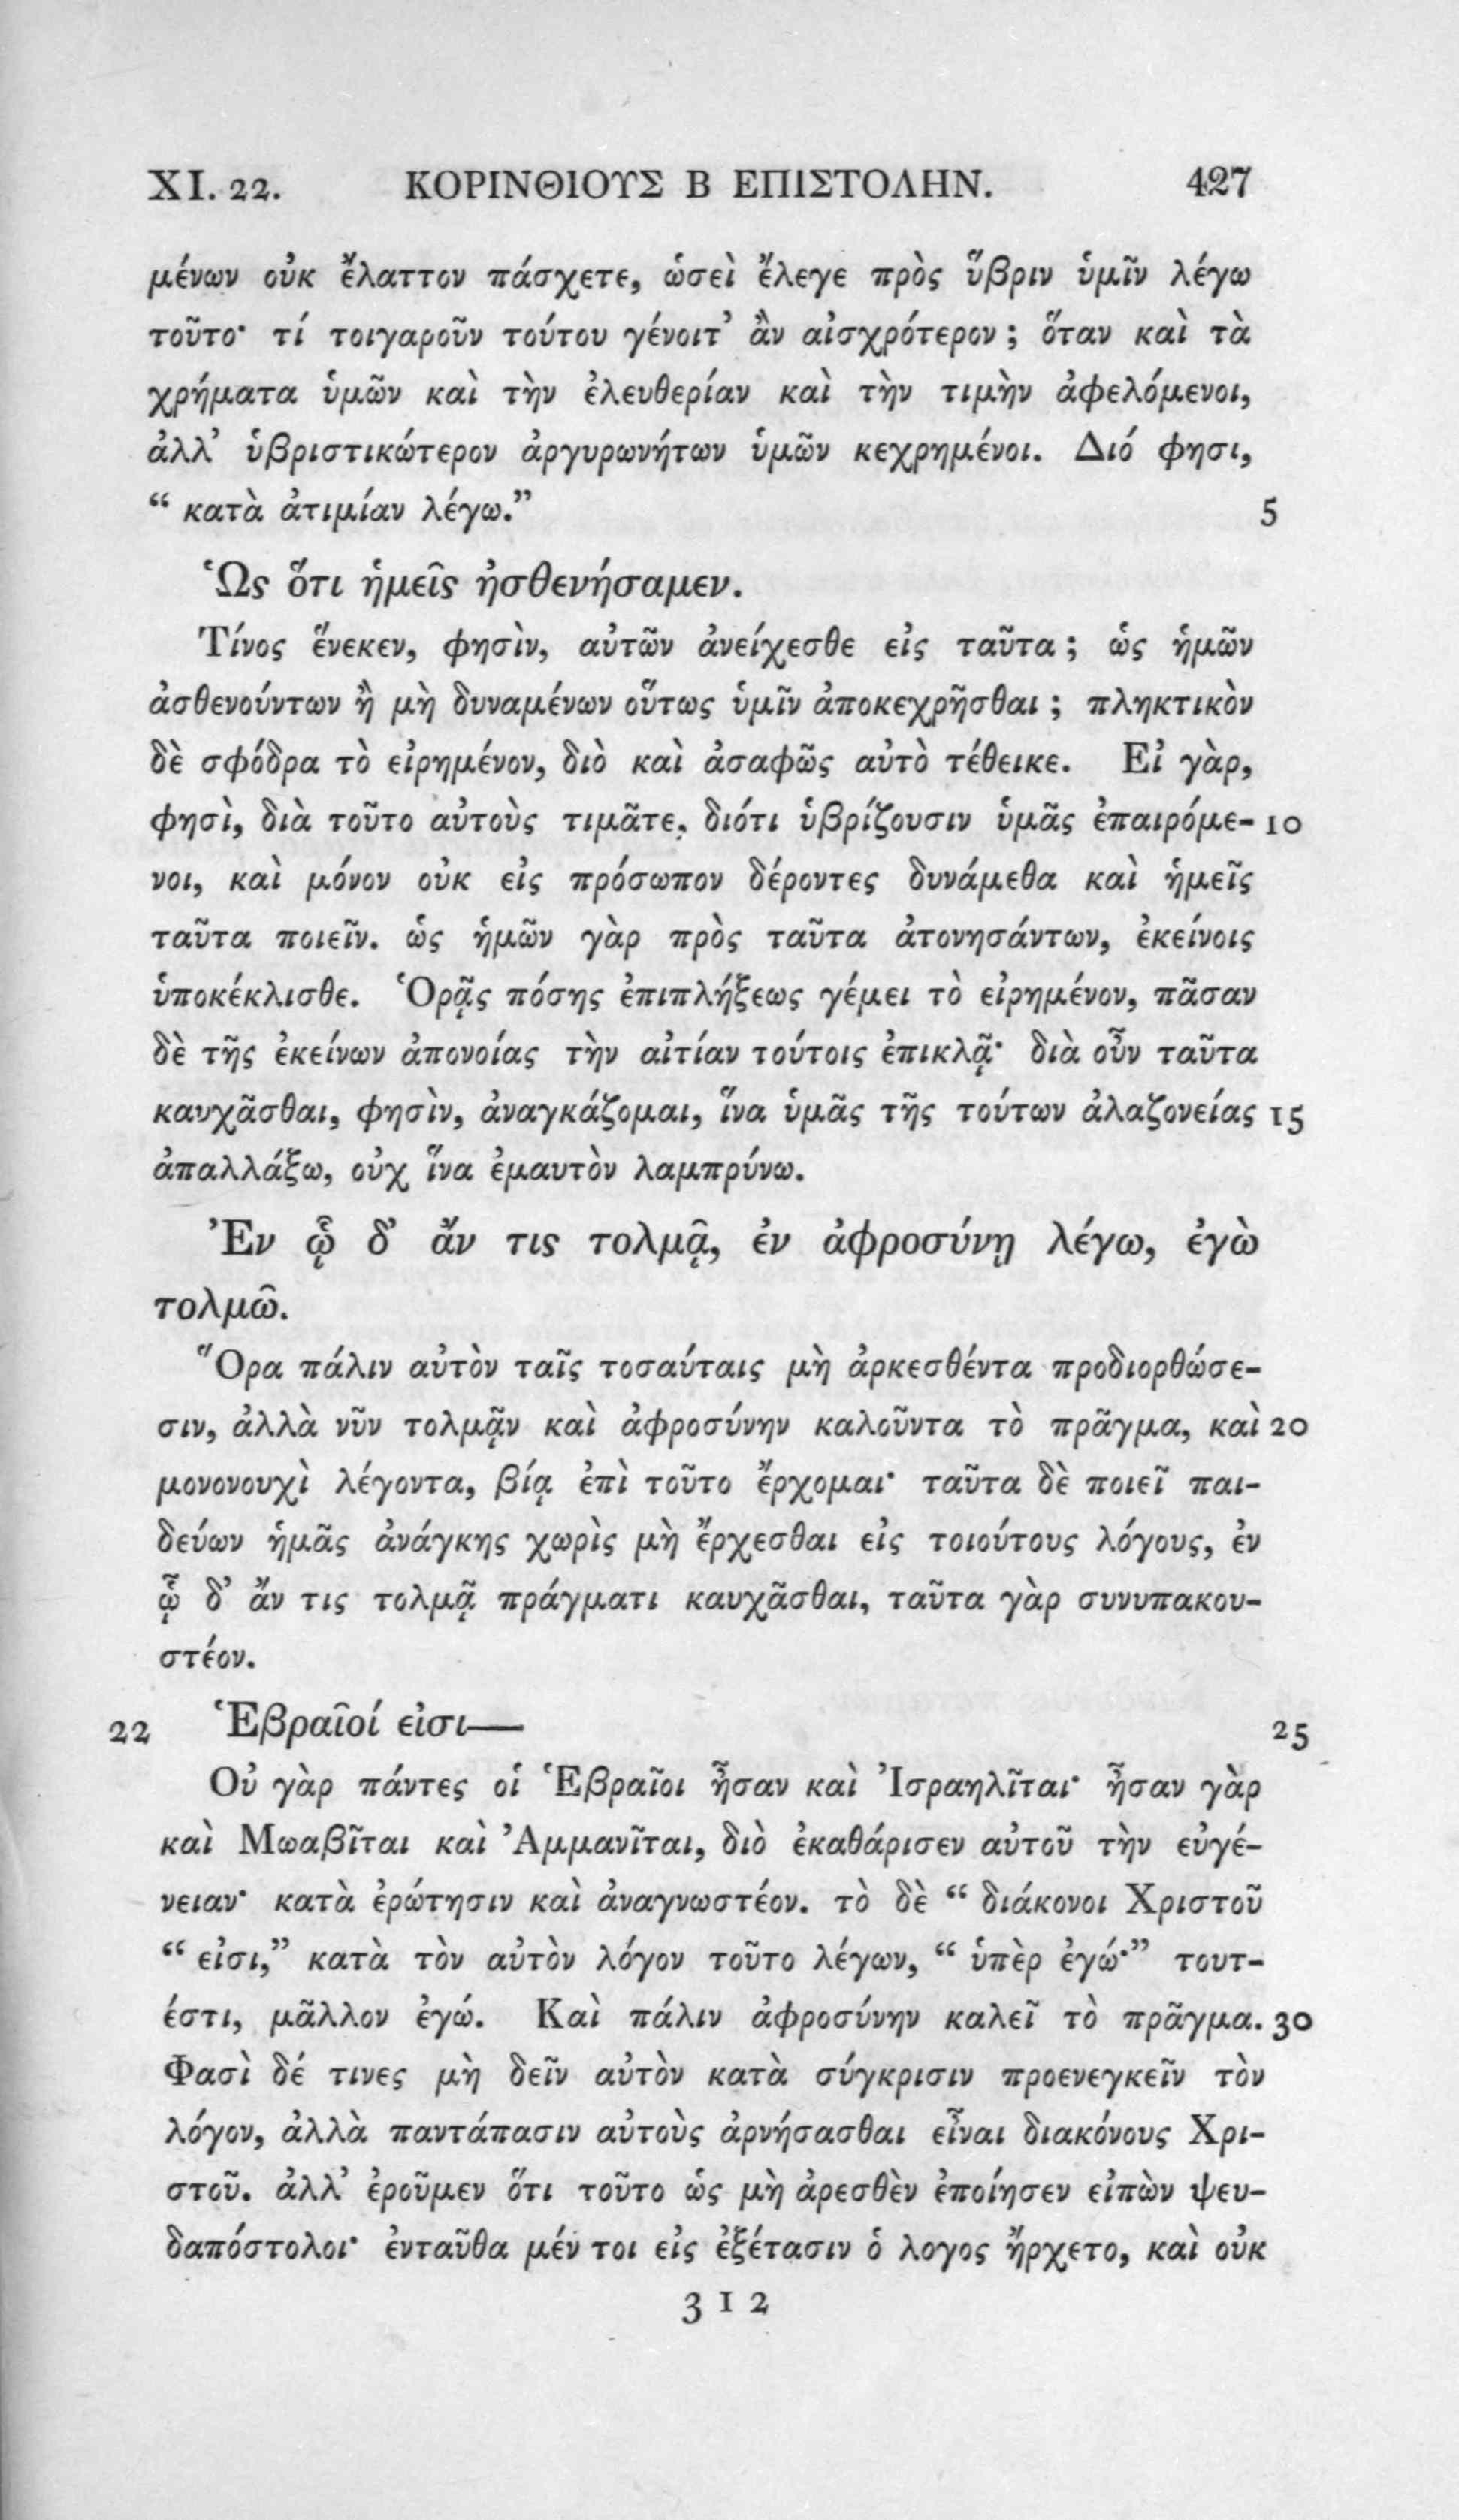 XI. 22. ΚΟΡΙΝΘΙΟΥΣ Β ΕΠΙΣΤΟΛΗΝ. 427
μένων οὐκ ἔλαττον πάσχετε, ὡσεὶ ἔλεγε πρὸς ὕβριν ὑμῖν λέγω
τοῦτο· τί τοιγαροῦν τούτου γένοιτ’ ἂν αἰσχρότερον ; ὅταν καὶ τὰ
χρήματα ὑμῶν καὶ τὴν ἐλευθερίαν καὶ τὴν τιμὴν ἀφελόμενοι,
ἀλλ’ ὑβριστικώτερον ἀργυρωνήτων ὑμῶν κεχρημένοι. Διό φησι,
“ κατὰ ἀτιμίαν λέγω.” 5
Ὡς ὅτι ἡμεῖς ἠσθενήσαμεν.
Τίνος ἕνεκεν, φησὶν, αὐτῶν ἀνείχεσθε εἰς ταῦτα ; ὡς ἡμῶν
ἀσθενούντων ἢ μὴ δυναμένων οὕτως ὑμῖν ἀποκεχρῆσθαι ; πληκτικὸν
δὲ σφόδρα τὸ εἰρημένον, διὸ καὶ ἀσαφῶς αὐτὸ τέθεικε. Εἰ γὰρ,
φησὶ, διὰ τοῦτο αὐτοὺς τιμᾶτε, διότι ὑβρίζουσιν ὑμᾶς ἐπαιρόμε- 10
νοι, καὶ μόνον οὐκ εἰς πρόσωπον δέροντες δυνάμεθα καὶ ἡμεῖς
ταῦτα ποιεῖν. ὡς ἡμῶν γὰρ πρὸς ταῦτα ἀτονησάντων, ἐκείνοις
ὑποκέκλισθε. Ὁρᾷς πόσης ἐπιπλήξεως γέμει τὸ εἰρημένον, πᾶσαν
δὲ τῆς ἐκείνων ἀπονοίας τὴν αἰτίαν τούτοις ἐπικλᾷ· διὰ οὖν ταῦτα
καυχᾶσθαι, φησὶν, ἀναγκάζομαι, ἵνα ὑμᾶς τῆς τούτων ἀλαζονείας 15
ἀπαλλάξω, οὐχ ἵνα ἐμαυτὸν λαμπρύνω.
Ἐν ᾧ δ’ ἄν τις τολμᾷ, ἐν ἀφροσύνῃ λέγω, ἐγὼ
τολμῶ.
Ὅρα πάλιν αὐτὸν ταῖς τοσαύταις μὴ ἀρκεσθέντα προδιορθώσε-
σιν, ἀλλὰ νῦν τολμᾷν καὶ ἀφροσύνην καλοῦντα τὸ πρᾶγμα, καὶ 20
μονονουχὶ λέγοντα, βίᾳ ἐπὶ τοῦτο ἔρχομαι· ταῦτα δὲ ποιεῖ παι-
δεύων ἡμᾶς ἀνάγκης χωρὶς μὴ ἔρχεσθαι εἰς τοιούτους λόγους, ἐν
ᾧ δ’ ἄν τις τολμᾷ πράγματι καυχᾶσθαι, ταῦτα γὰρ συνυπακου-
στέον.
22 Ἑβραῖοί εἰσι— 25
Οὐ γὰρ πάντες οἱ Ἑβραῖοι ἦσαν καὶ Ἰσραηλῖται· ἦσαν γὰρ
καὶ Μωαβῖται καὶ Ἀμμανῖται, διὸ ἐκαθάρισεν αὐτοῦ τὴν εὐγέ-
νειαν· κατὰ ἐρώτησιν καὶ ἀναγνωστέον. τὸ δὲ “ διάκονοι Χριστοῦ
“ εἰσι,” κατὰ τὸν αὐτὸν λόγον τοῦτο λέγων, “ ὑπὲρ ἐγώ·” τουτ-
έστι, μᾶλλον ἐγώ. Καὶ πάλιν ἀφροσύνην καλεῖ τὸ πρᾶγμα. 30
Φασὶ δέ τινες μὴ δεῖν αὐτὸν κατὰ σύγκρισιν προενεγκεῖν τὸν
λόγον, ἀλλὰ παντάπασιν αὐτοὺς ἀρνήσασθαι εἶναι διακόνους Χρι-
στοῦ. ἀλλ’ ἐροῦμεν ὅτι τοῦτο ὡς μὴ ἀρεσθὲν ἐποίησεν εἰπὼν ψευ-
δαπόστολοι· ἐνταῦθα μέν τοι εἰς ἐξέτασιν ὁ λογος ἤρχετο, καὶ οὐκ
3 I 2